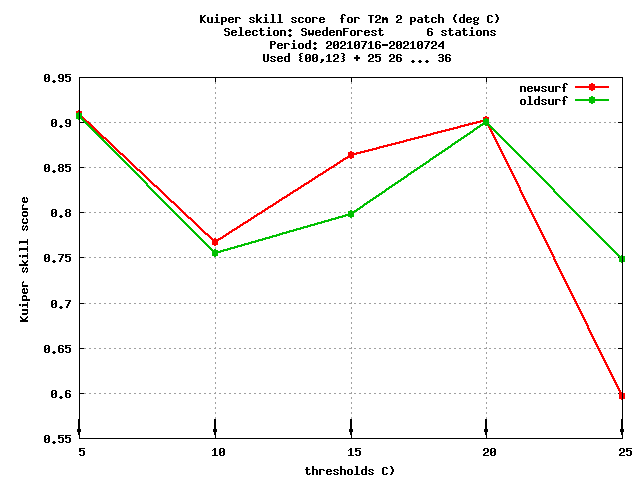 Kuiper skill score  for T2m 2 patch (deg C)
Selection: SwedenForest      6 stations
Period: 20210716-20210724
Used {00,12} + 25 26 ... 36
newsurf
oldsurf
0.95
0.9
0.85
0.8
0.75
0.7
0.65
0.6
0.55
Kuiper skill score
5 10 15 20 25
thresholds C)